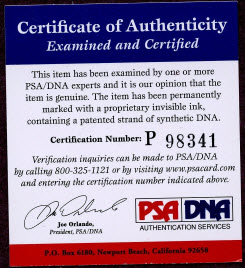 Certificate of Authenticity
Examined and Certified
This item has been examined by one or more
PSA/DNA experts and it is our opinion that the
item is genuine. The item has been permanently
marked with a proprietary invisible ink,
containing a patented strand of synthetic DNA.
Certification Number: P 98341
Verification inquiries can be made to PSA/DNA
by calling 800-325-1121 or by visiting www.psacard.com
and entering the certification number indicated above.
Joe Orlando,
President, PSA/DNA
PSA DNA
AUTHENTICATION SERVICES
P.O. Box 6180, Newport Beach, California 92658